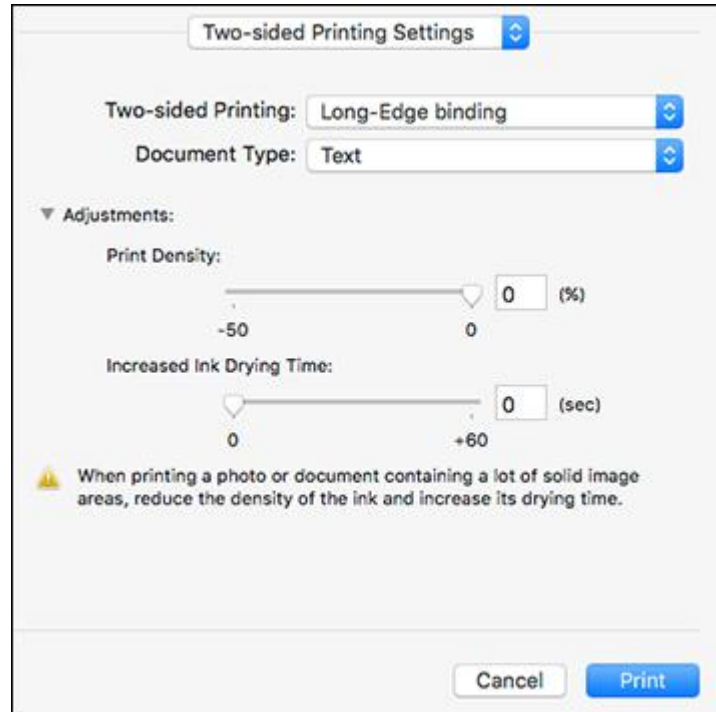 Two-sided Printing Settings
Two-sided Printing: Long-Edge binding
Document Type: Text
Adjustments:
Print Density:
0 (%)
-50 0
Increased Ink Drying Time:
0 (sec)
0 +60
When printing a photo or document containing a lot of solid image
areas, reduce the density of the ink and increase its drying time.
Cancel Print